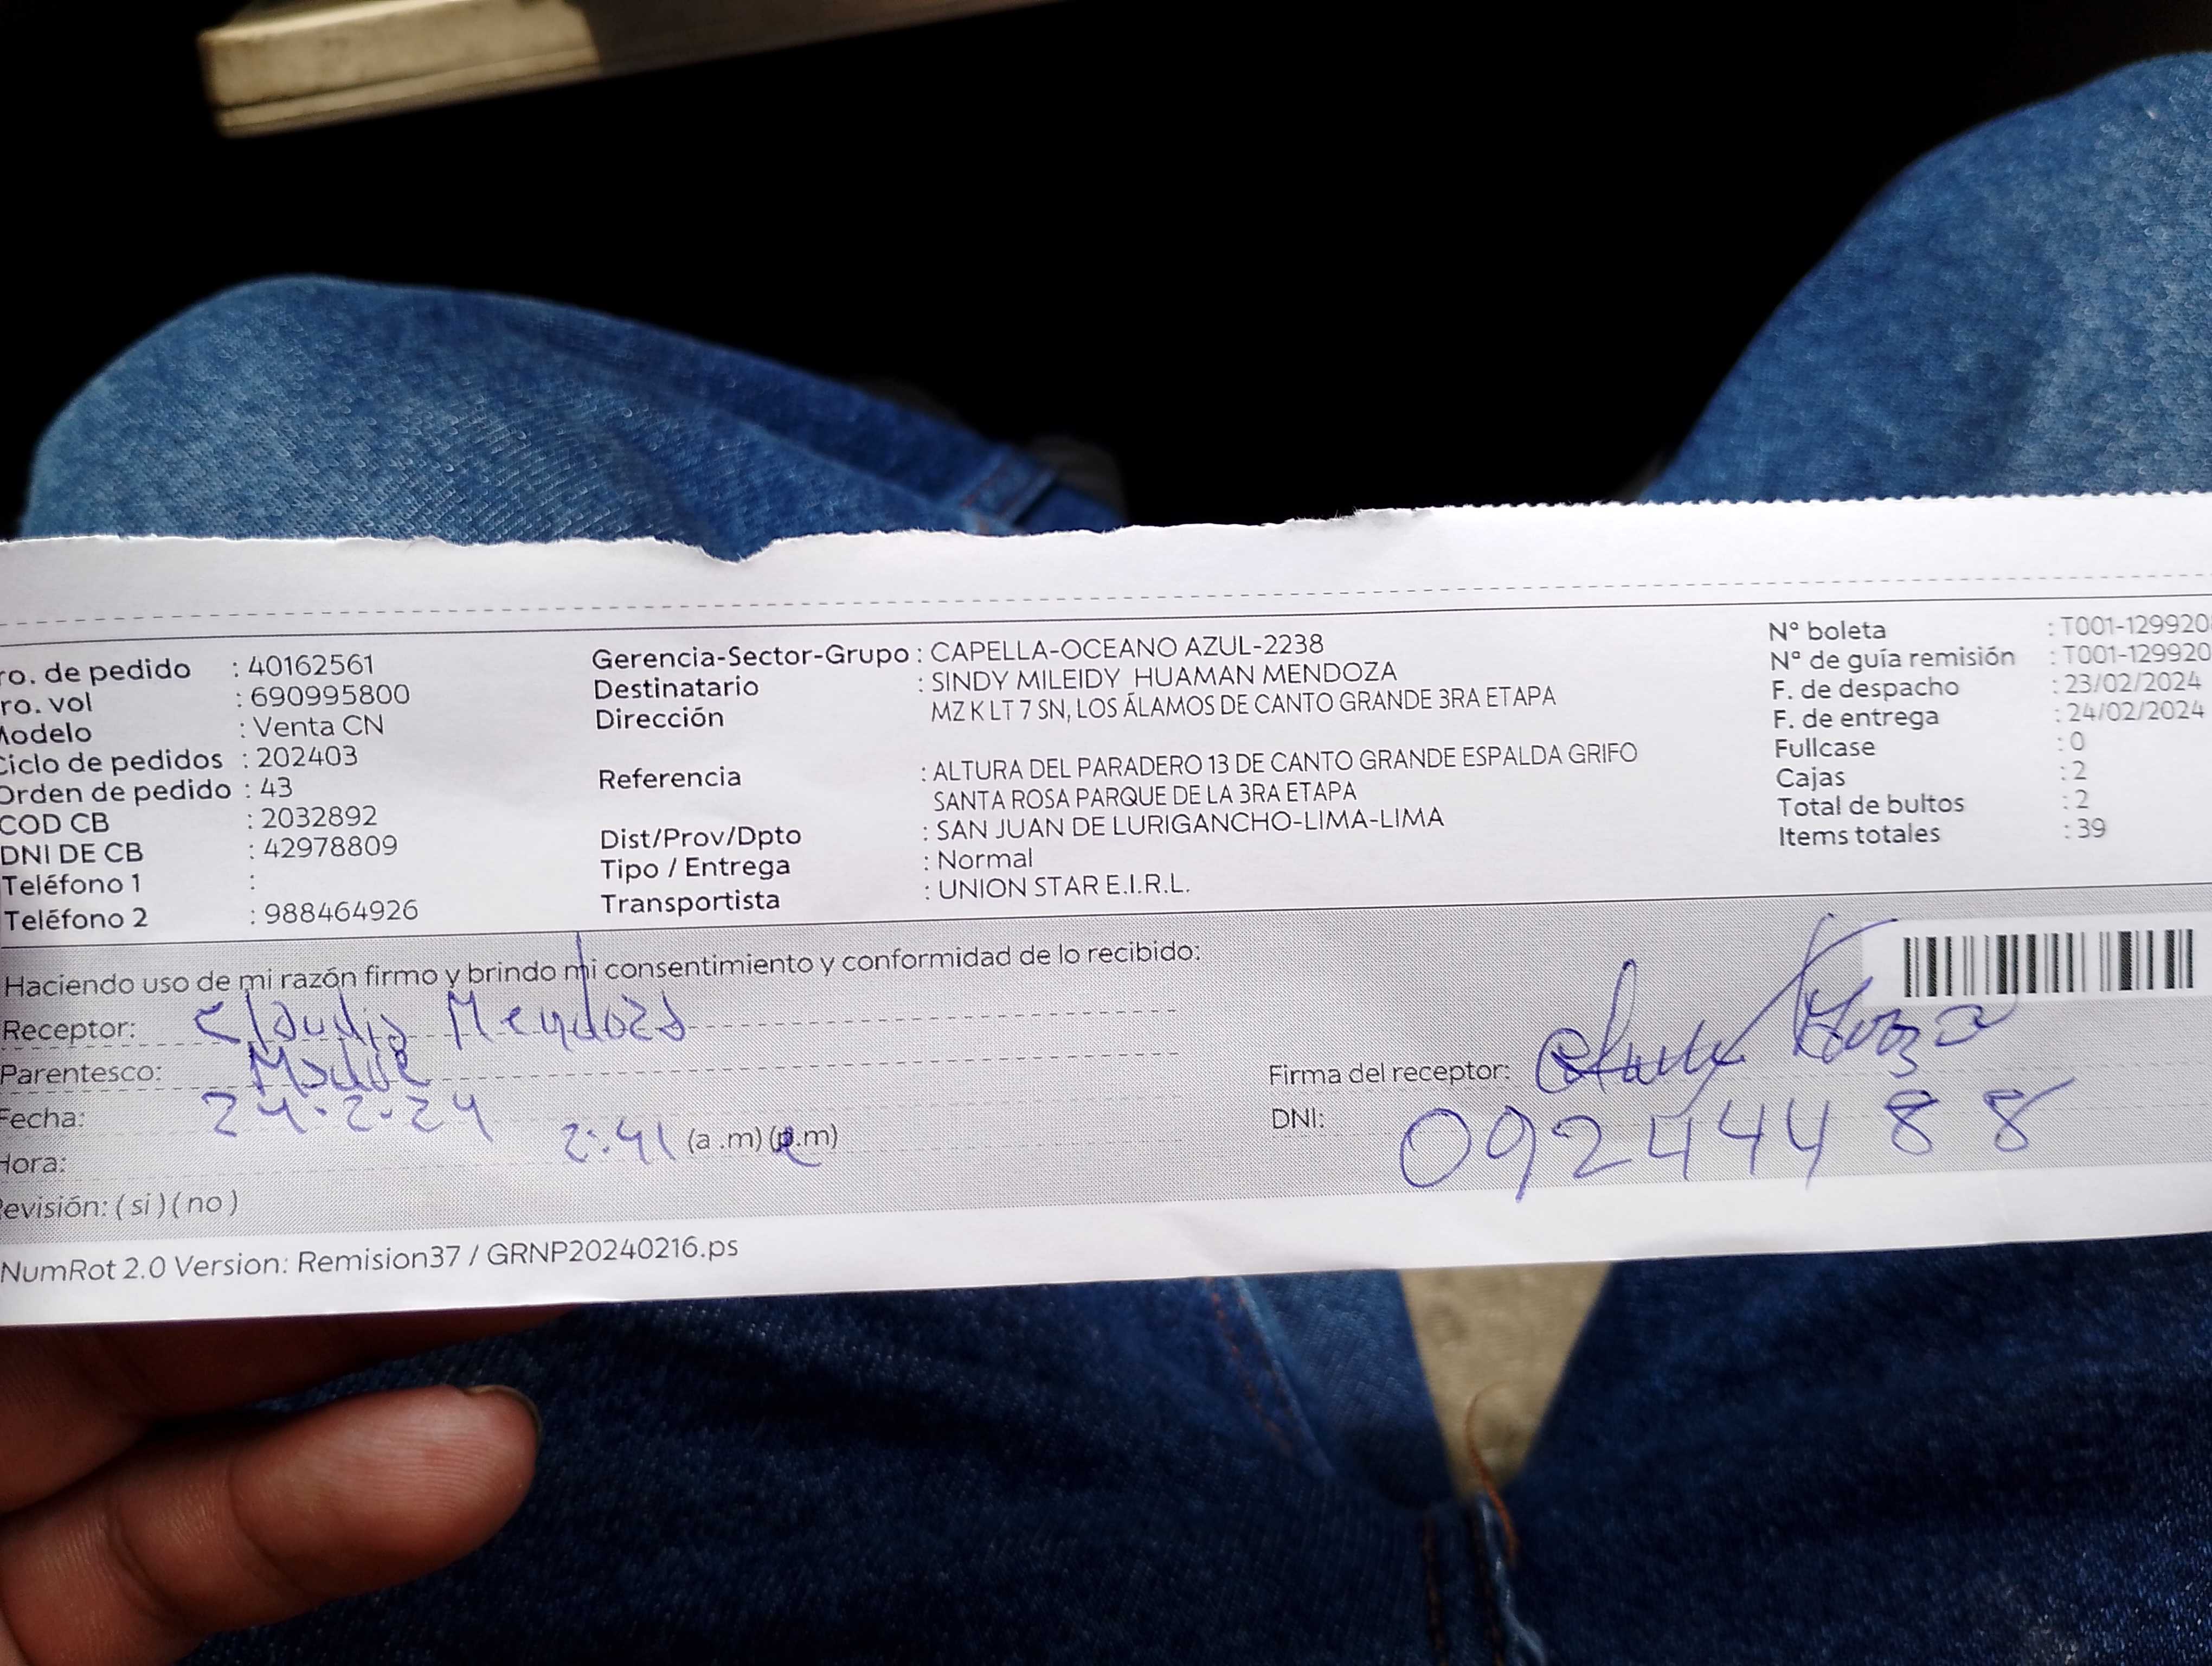 ro. de pedido : 40162561
ro. vol : 690995800
Modelo : Venta CN
Ciclo de pedidos : 202403
Orden de pedido : 43
COD CB : 2032892
DNI DE CB : 42978809
Teléfono 1 :
Teléfono 2 : 988464926
Gerencia-Sector-Grupo : CAPELLA-OCEANO AZUL-2238
Destinatario : SINDY MILEIDY HUAMAN MENDOZA
Dirección MZ K LT 7 SN, LOS ÁLAMOS DE CANTO GRANDE 3RA ETAPA
Referencia : ALTURA DEL PARADERO 13 DE CANTO GRANDE ESPALDA GRIFO
SANTA ROSA PARQUE DE LA 3RA ETAPA
Dist/Prov/Dpto : SAN JUAN DE LURIGANCHO-LIMA-LIMA
Tipo / Entrega : Normal
Transportista : UNION STAR E.I.R.L.
N° boleta : T001-129920
N° de guía remisión : T001-129920
F. de despacho : 23/02/2024
F. de entrega : 24/02/2024
Fullcase : 0
Cajas : 2
Total de bultos : 2
Items totales : 39
Haciendo uso de mi razón firmo y brindo mi consentimiento y conformidad de lo recibido:
Receptor: Claudia Mendoza
Parentesco: Madre
Fecha: 24.2.24
Hora: 2:41 (a .m) (p.m)
Revisión: ( si ) ( no )
Firma del receptor:
DNI: 09244488
NumRot 2.0 Version: Remision37 / GRNP20240216.ps